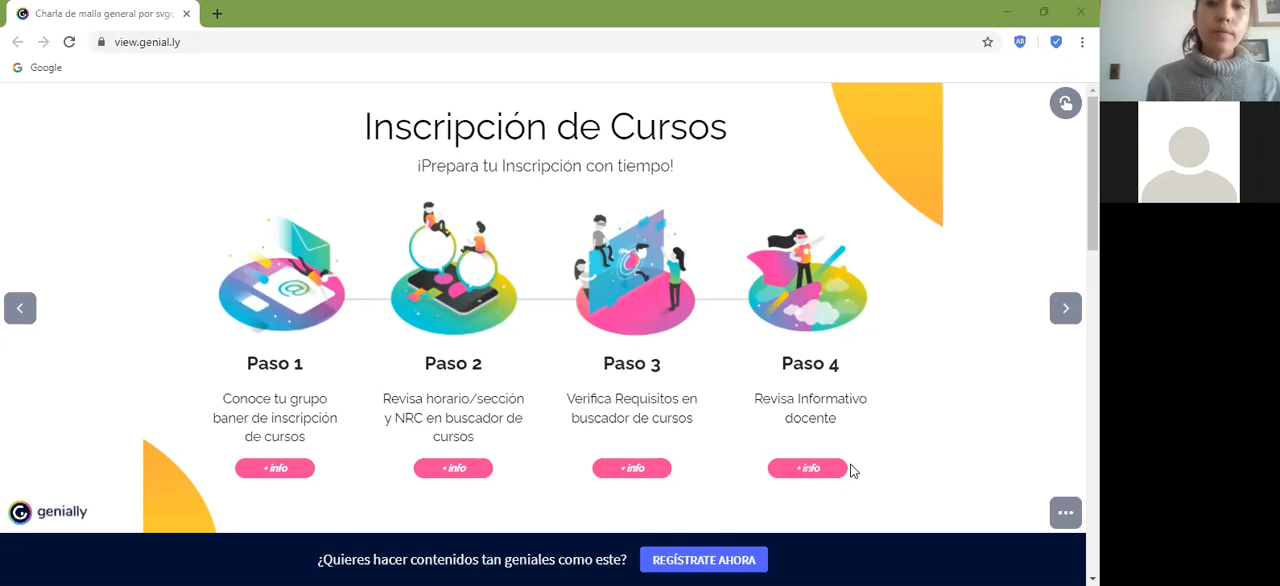 Charla de malla general por svg
view.genial.ly
Google
Inscripción de Cursos
¡Prepara tu Inscripción con tiempo!
Paso 1
Conoce tu grupo
baner de inscripción
de cursos
+ info
Paso 2
Revisa horario/sección
y NRC en buscador de
cursos
+ info
Paso 3
Verifica Requisitos en
buscador de cursos
+ info
Paso 4
Revisa Informativo
docente
+ info
genially
¿Quieres hacer contenidos tan geniales como este?
REGÍSTRATE AHORA